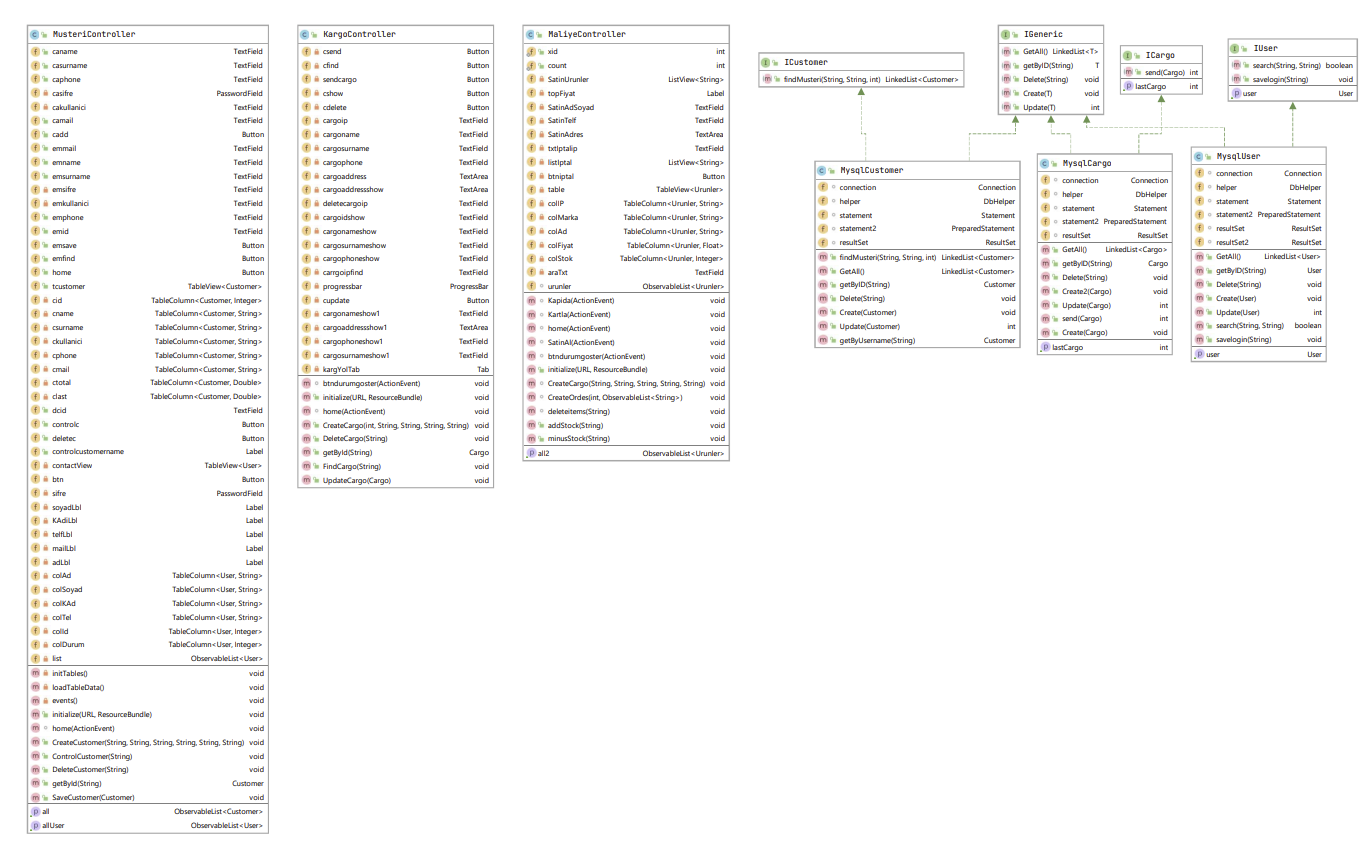 MusteriController
caname TextField
casurname TextField
caphone TextField
casifre PasswordField
cakullanici TextField
camail TextField
cadd Button
emmail TextField
emname TextField
emsurname TextField
emsifre TextField
emkullanici TextField
emphone TextField
emid TextField
emsave Button
emfind Button
home Button
tcustomer TableView<Customer>
cid TableColumn<Customer, Integer>
cname TableColumn<Customer, String>
csurname TableColumn<Customer, String>
ckullanici TableColumn<Customer, String>
cphone TableColumn<Customer, String>
cmail TableColumn<Customer, String>
ctotal TableColumn<Customer, Double>
clast TableColumn<Customer, Double>
dcid TextField
controlc Button
deletec Button
controlcustomername Label
contactView TableView<User>
btn Button
sifre PasswordField
soyadLbl Label
KAdiLbl Label
telfLbl Label
mailLbl Label
adLbl Label
colAd TableColumn<User, String>
colSoyad TableColumn<User, String>
colKAd TableColumn<User, String>
colTel TableColumn<User, String>
colId TableColumn<User, Integer>
colDurum TableColumn<User, Integer>
list ObservableList<User>
initTables() void
loadTableData() void
events() void
initialize(URL, ResourceBundle) void
home(ActionEvent) void
CreateCustomer(String, String, String, String, String, String) void
ControlCustomer(String) void
DeleteCustomer(String) void
getById(String) Customer
SaveCustomer(Customer) void
all ObservableList<Customer>
allUser ObservableList<User>
KargoController
csend Button
cfind Button
sendcargo Button
cshow Button
cdelete Button
cargoip TextField
cargoname TextField
cargosurname TextField
cargophone TextField
cargoaddress TextArea
cargoaddressshow TextArea
deletecargoip TextField
cargoidshow TextField
cargonameshow TextField
cargosurnameshow TextField
cargophoneshow TextField
carrgoipfind TextField
progressbar ProgressBar
cupdate Button
cargonameshow1 TextField
cargoaddressshow1 TextArea
cargophoneshow1 TextField
cargosurnameshow1 TextField
kargYolTab Tab
btndurumgoster(ActionEvent) void
initialize(URL, ResourceBundle) void
home(ActionEvent) void
CreateCargo(int, String, String, String, String) void
DeleteCargo(String) void
getById(String) Cargo
FindCargo(String) void
UpdateCargo(Cargo) void
MaliyeController
xid int
count int
SatinUrunler ListView<String>
topFiyat Label
SatinAdSoyad TextField
SatinTelf TextField
SatinAdres TextArea
txtIptalip TextField
listIptal ListView<String>
btniptal Button
table TableView<Urunler>
colIP TableColumn<Urunler, String>
colMarka TableColumn<Urunler, String>
colAd TableColumn<Urunler, String>
colFiyat TableColumn<Urunler, Float>
colStok TableColumn<Urunler, Integer>
araTxt TextField
urunler ObservableList<Urunler>
Kapida(ActionEvent) void
Kartla(ActionEvent) void
home(ActionEvent) void
SatinAl(ActionEvent) void
btndurumgoster(ActionEvent) void
initialize(URL, ResourceBundle) void
CreateCargo(String, String, String, String, String) void
CreateOrdes(int, ObservableList<String>) void
deleteitems(String) void
addStock(String) void
minusStock(String) void
all2 ObservableList<Urunler>
ICustomer
findMusteri(String, String, int) LinkedList<Customer>
IGeneric
GetAll() LinkedList<T>
getByID(String) T
Delete(String) void
Create(T) void
Update(T) int
ICargo
send(Cargo) int
lastCargo int
IUser
search(String, String) boolean
savelogin(String) void
user User
MysqlCustomer
connection Connection
helper DbHelper
statement Statement
statement2 PreparedStatement
resultSet ResultSet
findMusteri(String, String, int) LinkedList<Customer>
GetAll() LinkedList<Customer>
getByID(String) Customer
Delete(String) void
Create(Customer) void
Update(Customer) int
getByUsername(String) Customer
MysqlCargo
connection Connection
helper DbHelper
statement Statement
statement2 PreparedStatement
resultSet ResultSet
GetAll() LinkedList<Cargo>
getByID(String) Cargo
Delete(String) void
Create2(Cargo) void
Update(Cargo) int
send(Cargo) int
Create(Cargo) void
lastCargo int
MysqlUser
connection Connection
helper DbHelper
statement Statement
statement2 PreparedStatement
resultSet ResultSet
resultSet2 ResultSet
GetAll() LinkedList<User>
getByID(String) User
Delete(String) void
Create(User) void
Update(User) int
search(String, String) boolean
savelogin(String) void
user User